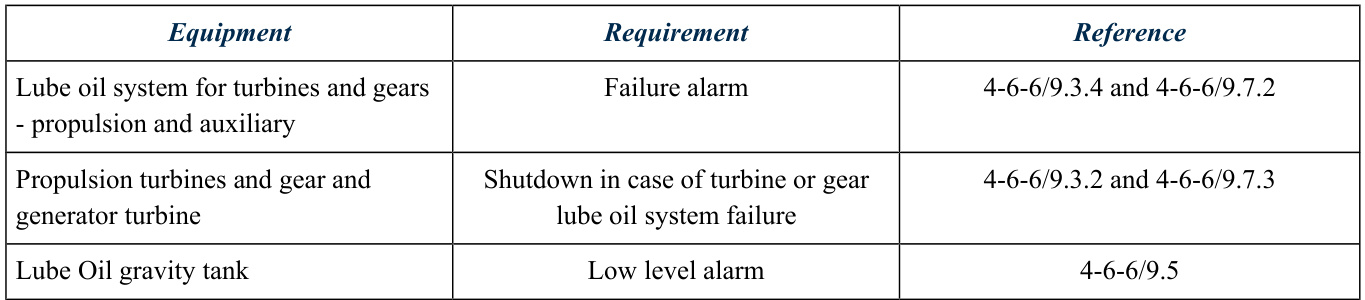 Equipment Requirement Reference
Lube oil system for turbines and gears Failure alarm 4-6-6/9.3.4 and 4-6-6/9.7.2
- propulsion and auxiliary
Propulsion turbines and gear and Shutdown in case of turbine or gear 4-6-6/9.3.2 and 4-6-6/9.7.3
generator turbine lube oil system failure
Lube Oil gravity tank Low level alarm 4-6-6/9.5